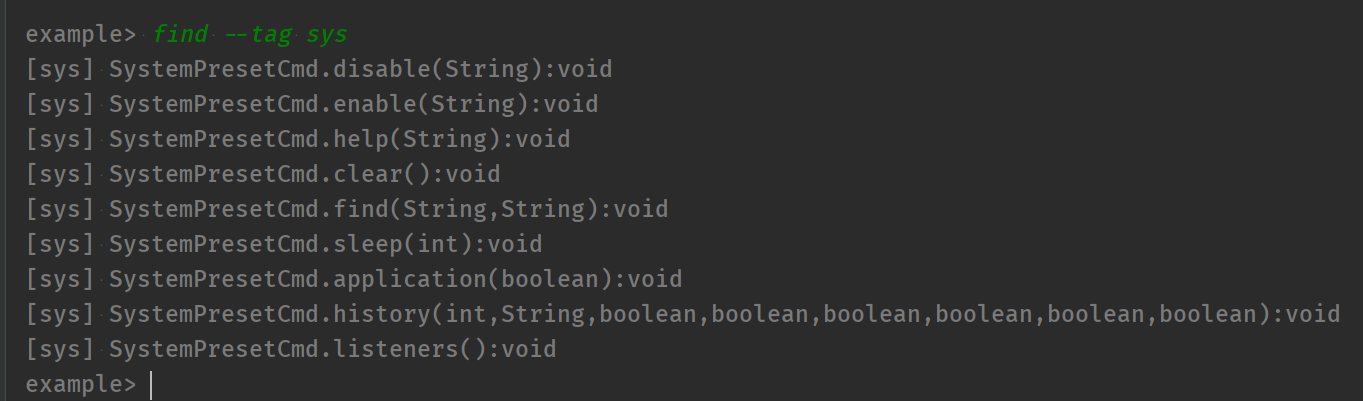 example> find --tag sys
[sys] SystemPresetCmd.disable(String):void
[sys] SystemPresetCmd.enable(String):void
[sys] SystemPresetCmd.help(String):void
[sys] SystemPresetCmd.clear():void
[sys] SystemPresetCmd.find(String,String):void
[sys] SystemPresetCmd.sleep(int):void
[sys] SystemPresetCmd.application(boolean):void
[sys] SystemPresetCmd.history(int,String,boolean,boolean,boolean,boolean,boolean,boolean):void
[sys] SystemPresetCmd.listeners():void
example>